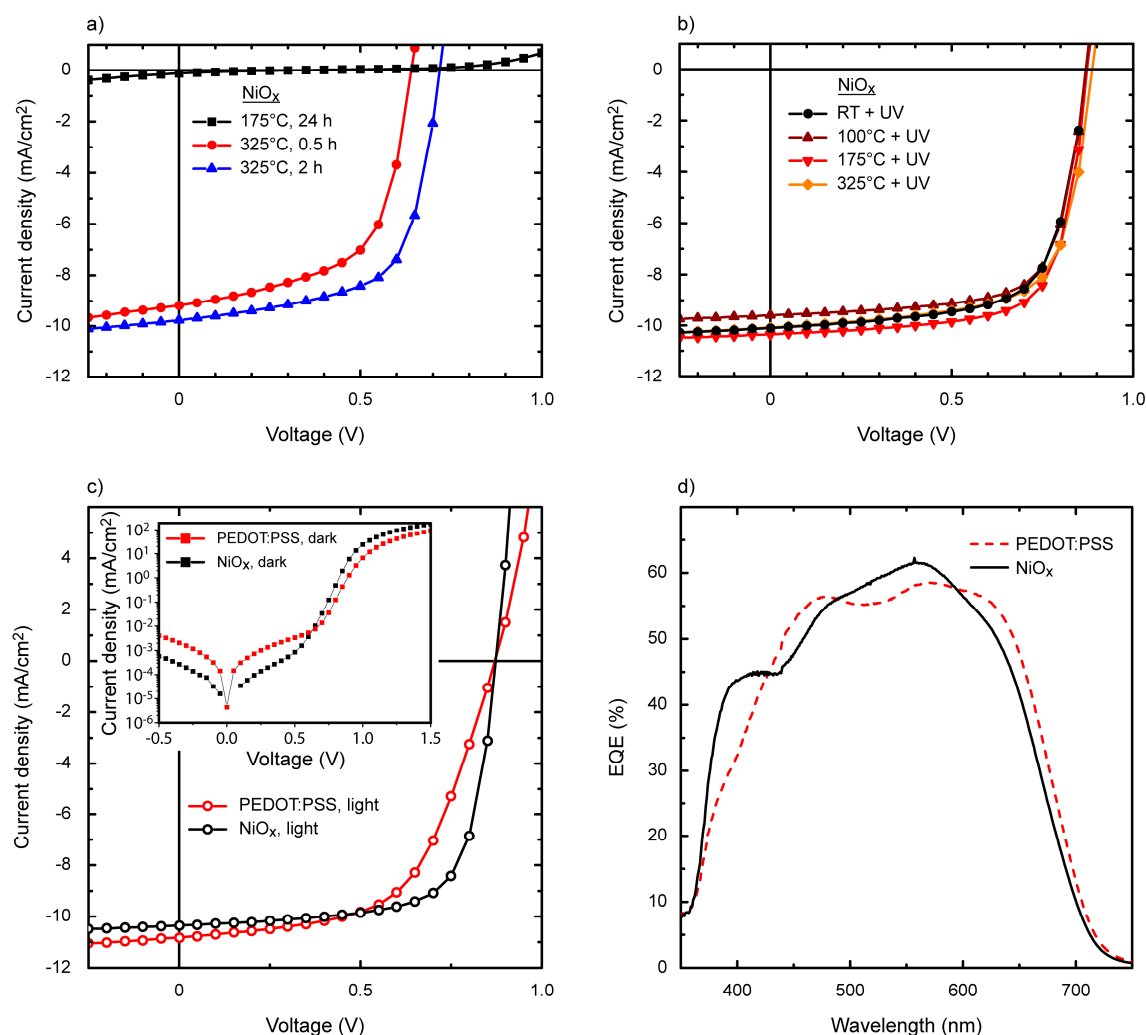 a)
Current density (mA/cm²)
0
-2
-4
-6
-8
-10
-12
NiOₓ
175°C, 24 h
325°C, 0.5 h
325°C, 2 h
0
0.5
1.0
Voltage (V)
b)
Current density (mA/cm²)
0
-2
-4
-6
-8
-10
-12
NiOₓ
RT + UV
100°C + UV
175°C + UV
325°C + UV
0
0.5
1.0
Voltage (V)
c)
Current density (mA/cm²)
4
2
0
-2
-4
-6
-8
-10
-12
Current density (mA/cm²)
10²
10¹
10⁰
10⁻¹
10⁻²
10⁻³
10⁻⁴
10⁻⁵
10⁻⁶
PEDOT:PSS, dark
NiOₓ, dark
-0.5
0.0
0.5
1.0
1.5
Voltage (V)
PEDOT:PSS, light
NiOₓ, light
0
0.5
1.0
Voltage (V)
d)
EQE (%)
60
50
40
30
20
10
0
PEDOT:PSS
NiOₓ
400
500
600
700
Wavelength (nm)